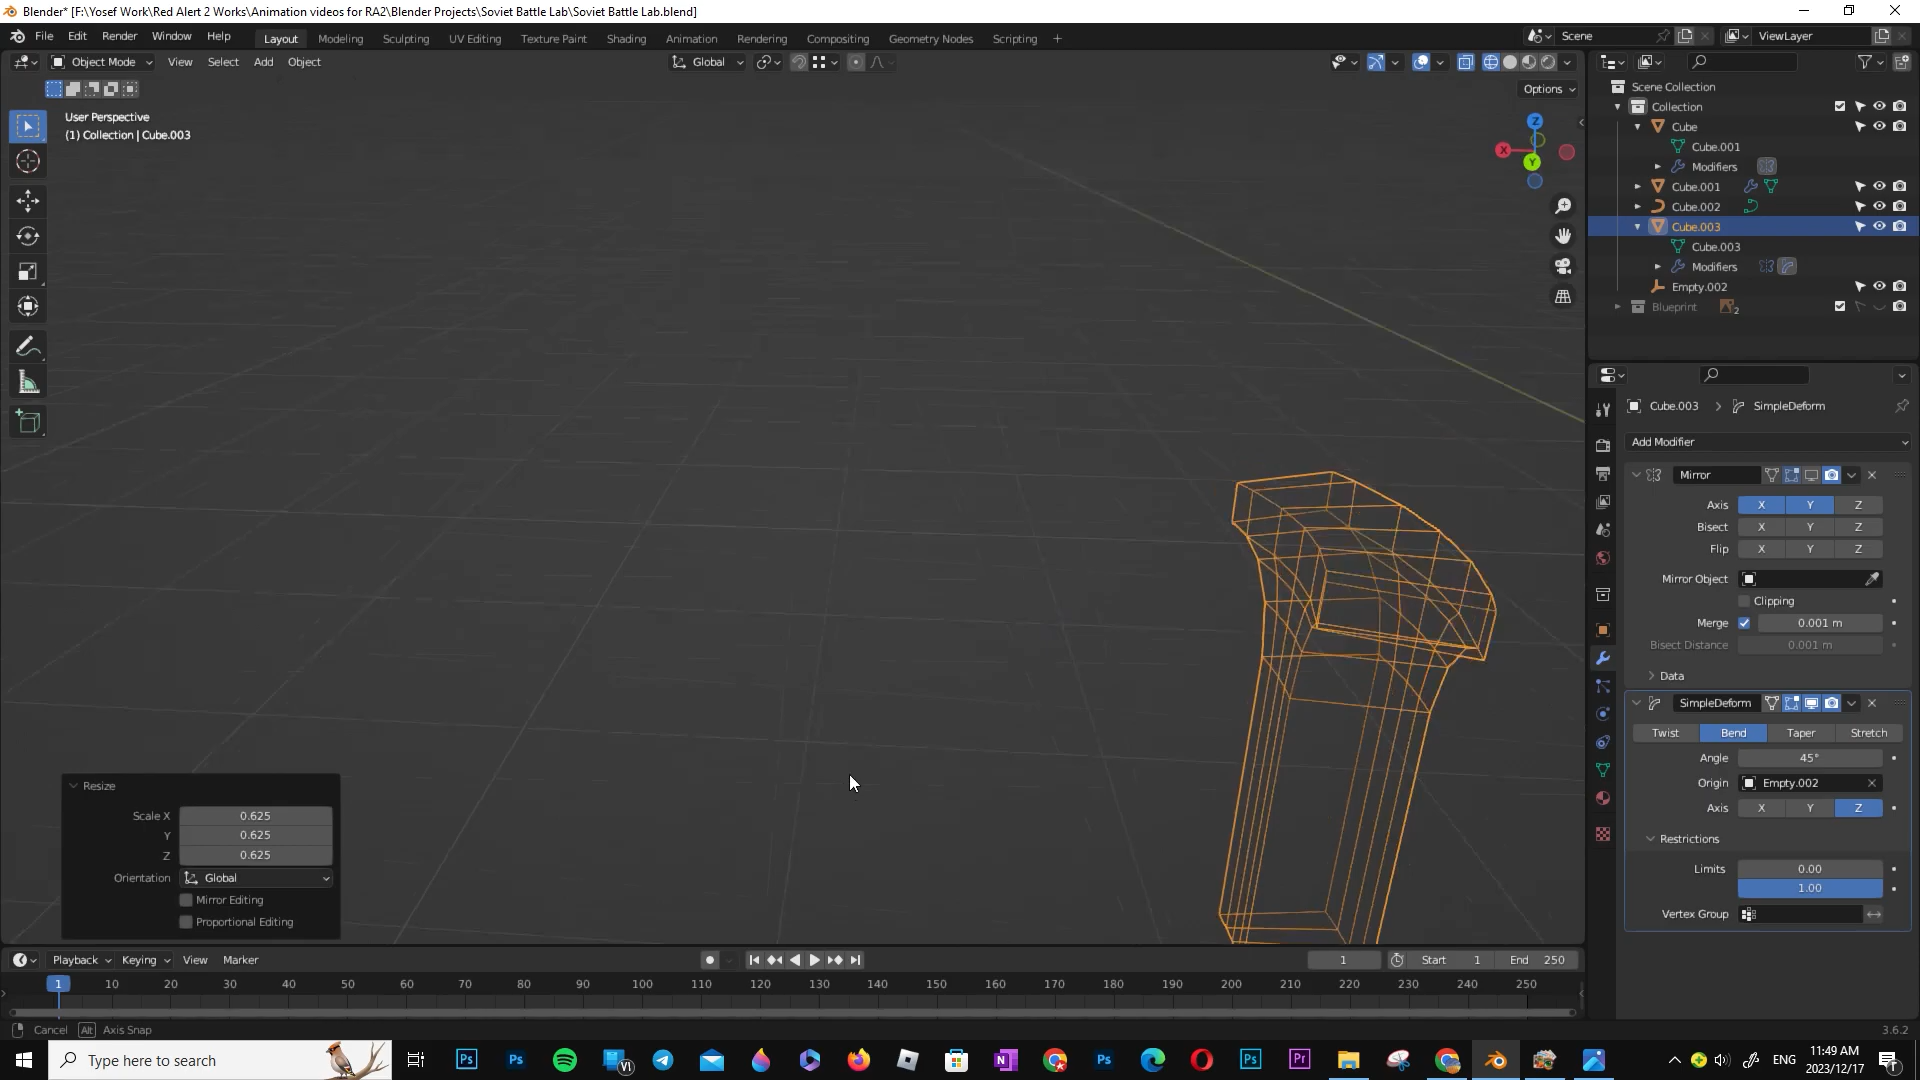 Blender* [F:\Yosef Work\Red Alert 2 Works\Animation videos for RA2\Blender Projects\Soviet Battle Lab\Soviet Battle Lab.blend]
File Edit Render Window Help Layout Modeling Sculpting UV Editing Texture Paint Shading Animation Rendering Compositing Geometry Nodes Scripting + Scene ViewLayer
Object Mode View Select Add Object Global
Options
User Perspective
(1) Collection | Cube.003
Z
X
Y
Scene Collection
Collection
Cube
Cube.001
Modifiers
Cube.001
Cube.002
Cube.003
Cube.003
Modifiers
Empty.002
Blueprint 2
Cube.003 > SimpleDeform
Add Modifier
Mirror
Axis X Y Z
Bisect X Y Z
Flip X Y Z
Mirror Object
Clipping
Merge 0.001 m
Bisect Distance 0.001 m
Data
SimpleDeform
Twist Bend Taper Stretch
Angle 45°
Origin Empty.002
Axis X Y Z
Restrictions
Limits 0.00
1.00
Vertex Group
Resize
Scale X 0.625
Y 0.625
Z 0.625
Orientation Global
Mirror Editing
Proportional Editing
Playback Keying View Marker 1 Start 1 End 250
1 10 20 30 40 50 60 70 80 90 100 110 120 130 140 150 160 170 180 190 200 210 220 230 240 250
Cancel Alt Axis Snap 3.6.2
Type here to search
ENG
11:49 AM
2023/12/17